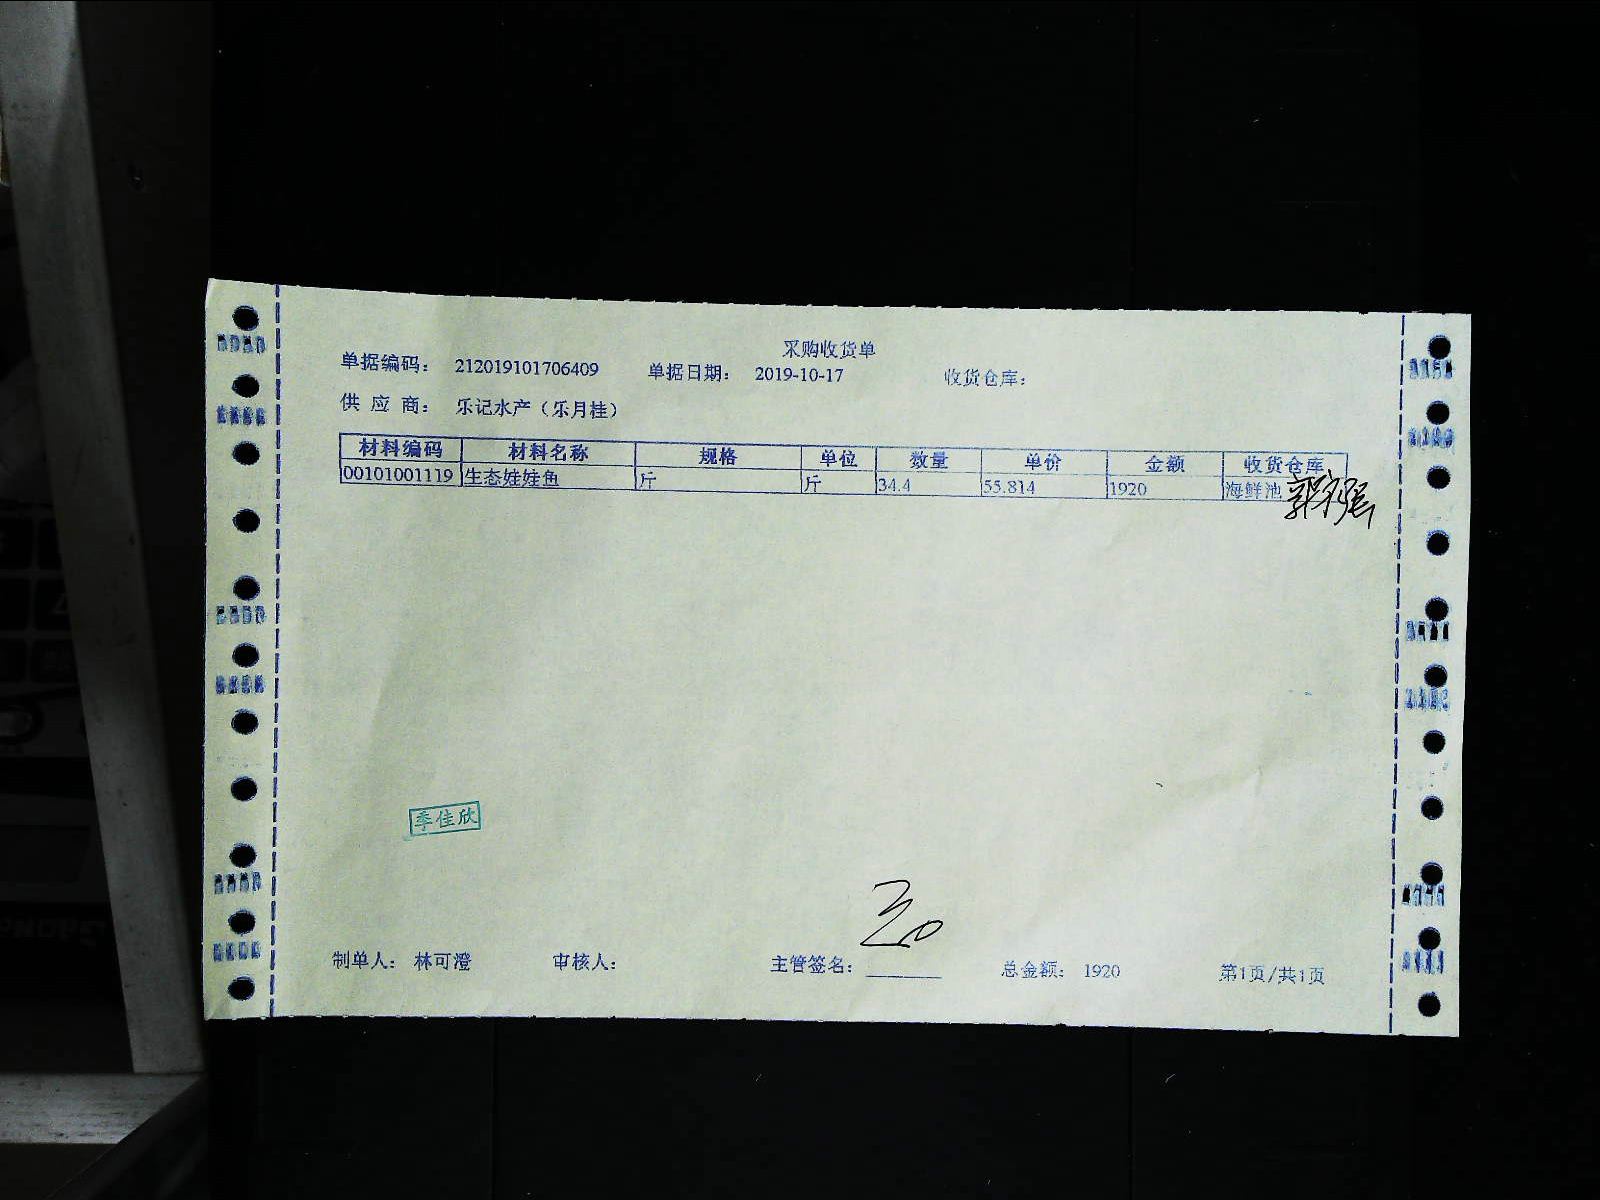 采购收货单
单据编码： 212019101706409 单据日期： 2019-10-17 收货仓库：
供 应 商： 乐记水产（乐月桂）
材料编码 材料名称 规格 单位 数量 单价 金额 收货仓库
00101001119 生态娃娃鱼 斤 斤 34.4 55.814 1920 海鲜池
季佳欣
制单人： 林可澄 审核人： 主管签名： 总金额： 1920 第1页/共1页